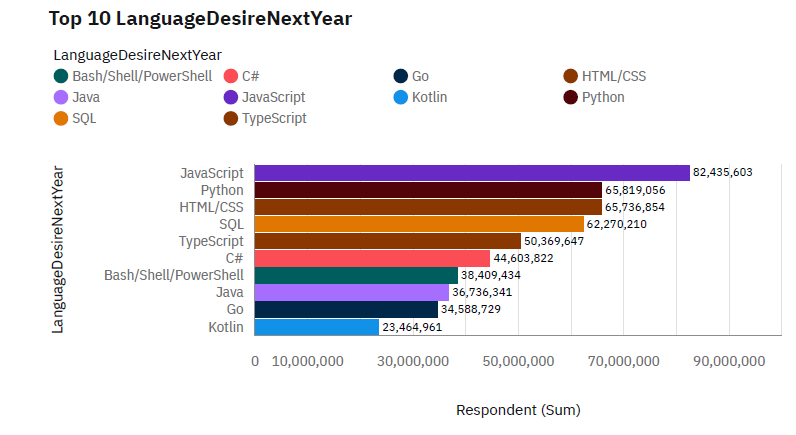 Top 10 LanguageDesireNextYear
LanguageDesireNextYear
Bash/Shell/PowerShell C# Go HTML/CSS
Java JavaScript Kotlin Python
SQL TypeScript
LanguageDesireNextYear
JavaScript 82,435,603
Python 65,819,056
HTML/CSS 65,736,854
SQL 62,270,210
TypeScript 50,369,647
C# 44,603,822
Bash/Shell/PowerShell 38,409,434
Java 36,736,341
Go 34,588,729
Kotlin 23,464,961
0 10,000,000 30,000,000 50,000,000 70,000,000 90,000,000
Respondent (Sum)